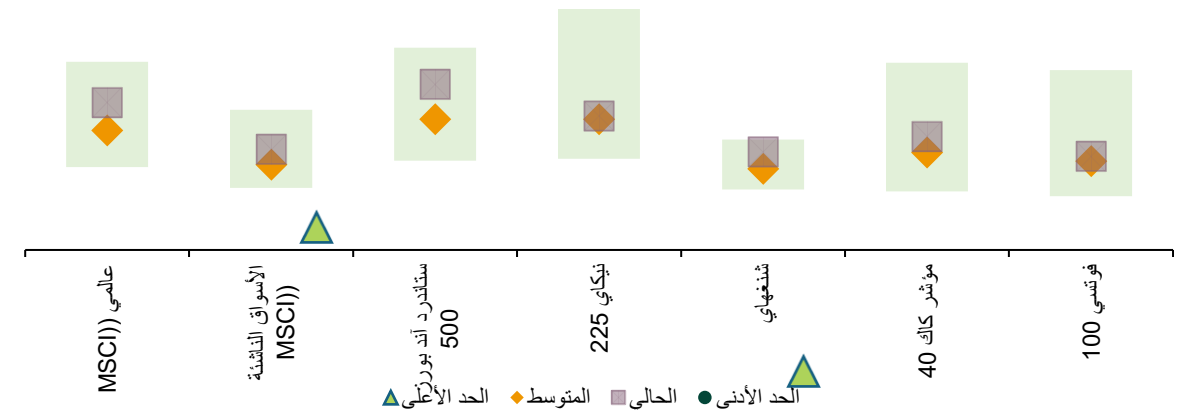 عالمي ((MSCI
الأسواق الناشئة
((MSCI
ستاندرد آند بورز
500
نيكاي 225
شنغهاي
مؤشر كاك 40
فوتسي 100
الحد الأعلى
المتوسط
الحالي
الحد الأدنى